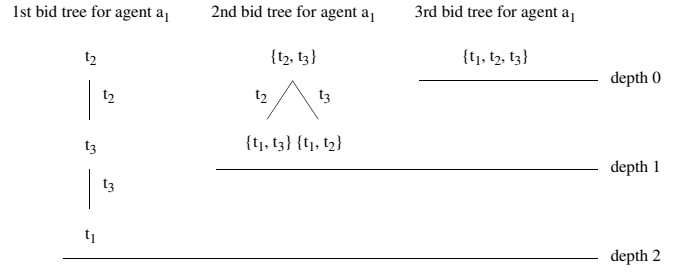 1st bid tree for agent a1 2nd bid tree for agent a1 3rd bid tree for agent a1
t2 {t2, t3} {t1, t2, t3}
depth 0
t2 t2 t3
t3 {t1, t3} {t1, t2}
depth 1
t3
t1
depth 2